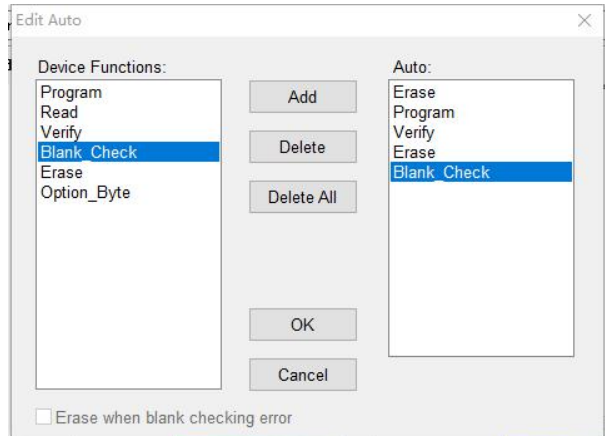 Edit Auto
Device Functions:
Program
Read
Verify
Blank_Check
Erase
Option_Byte
Add
Delete
Delete All
OK
Cancel
Auto:
Erase
Program
Verify
Erase
Blank_Check
Erase when blank checking error